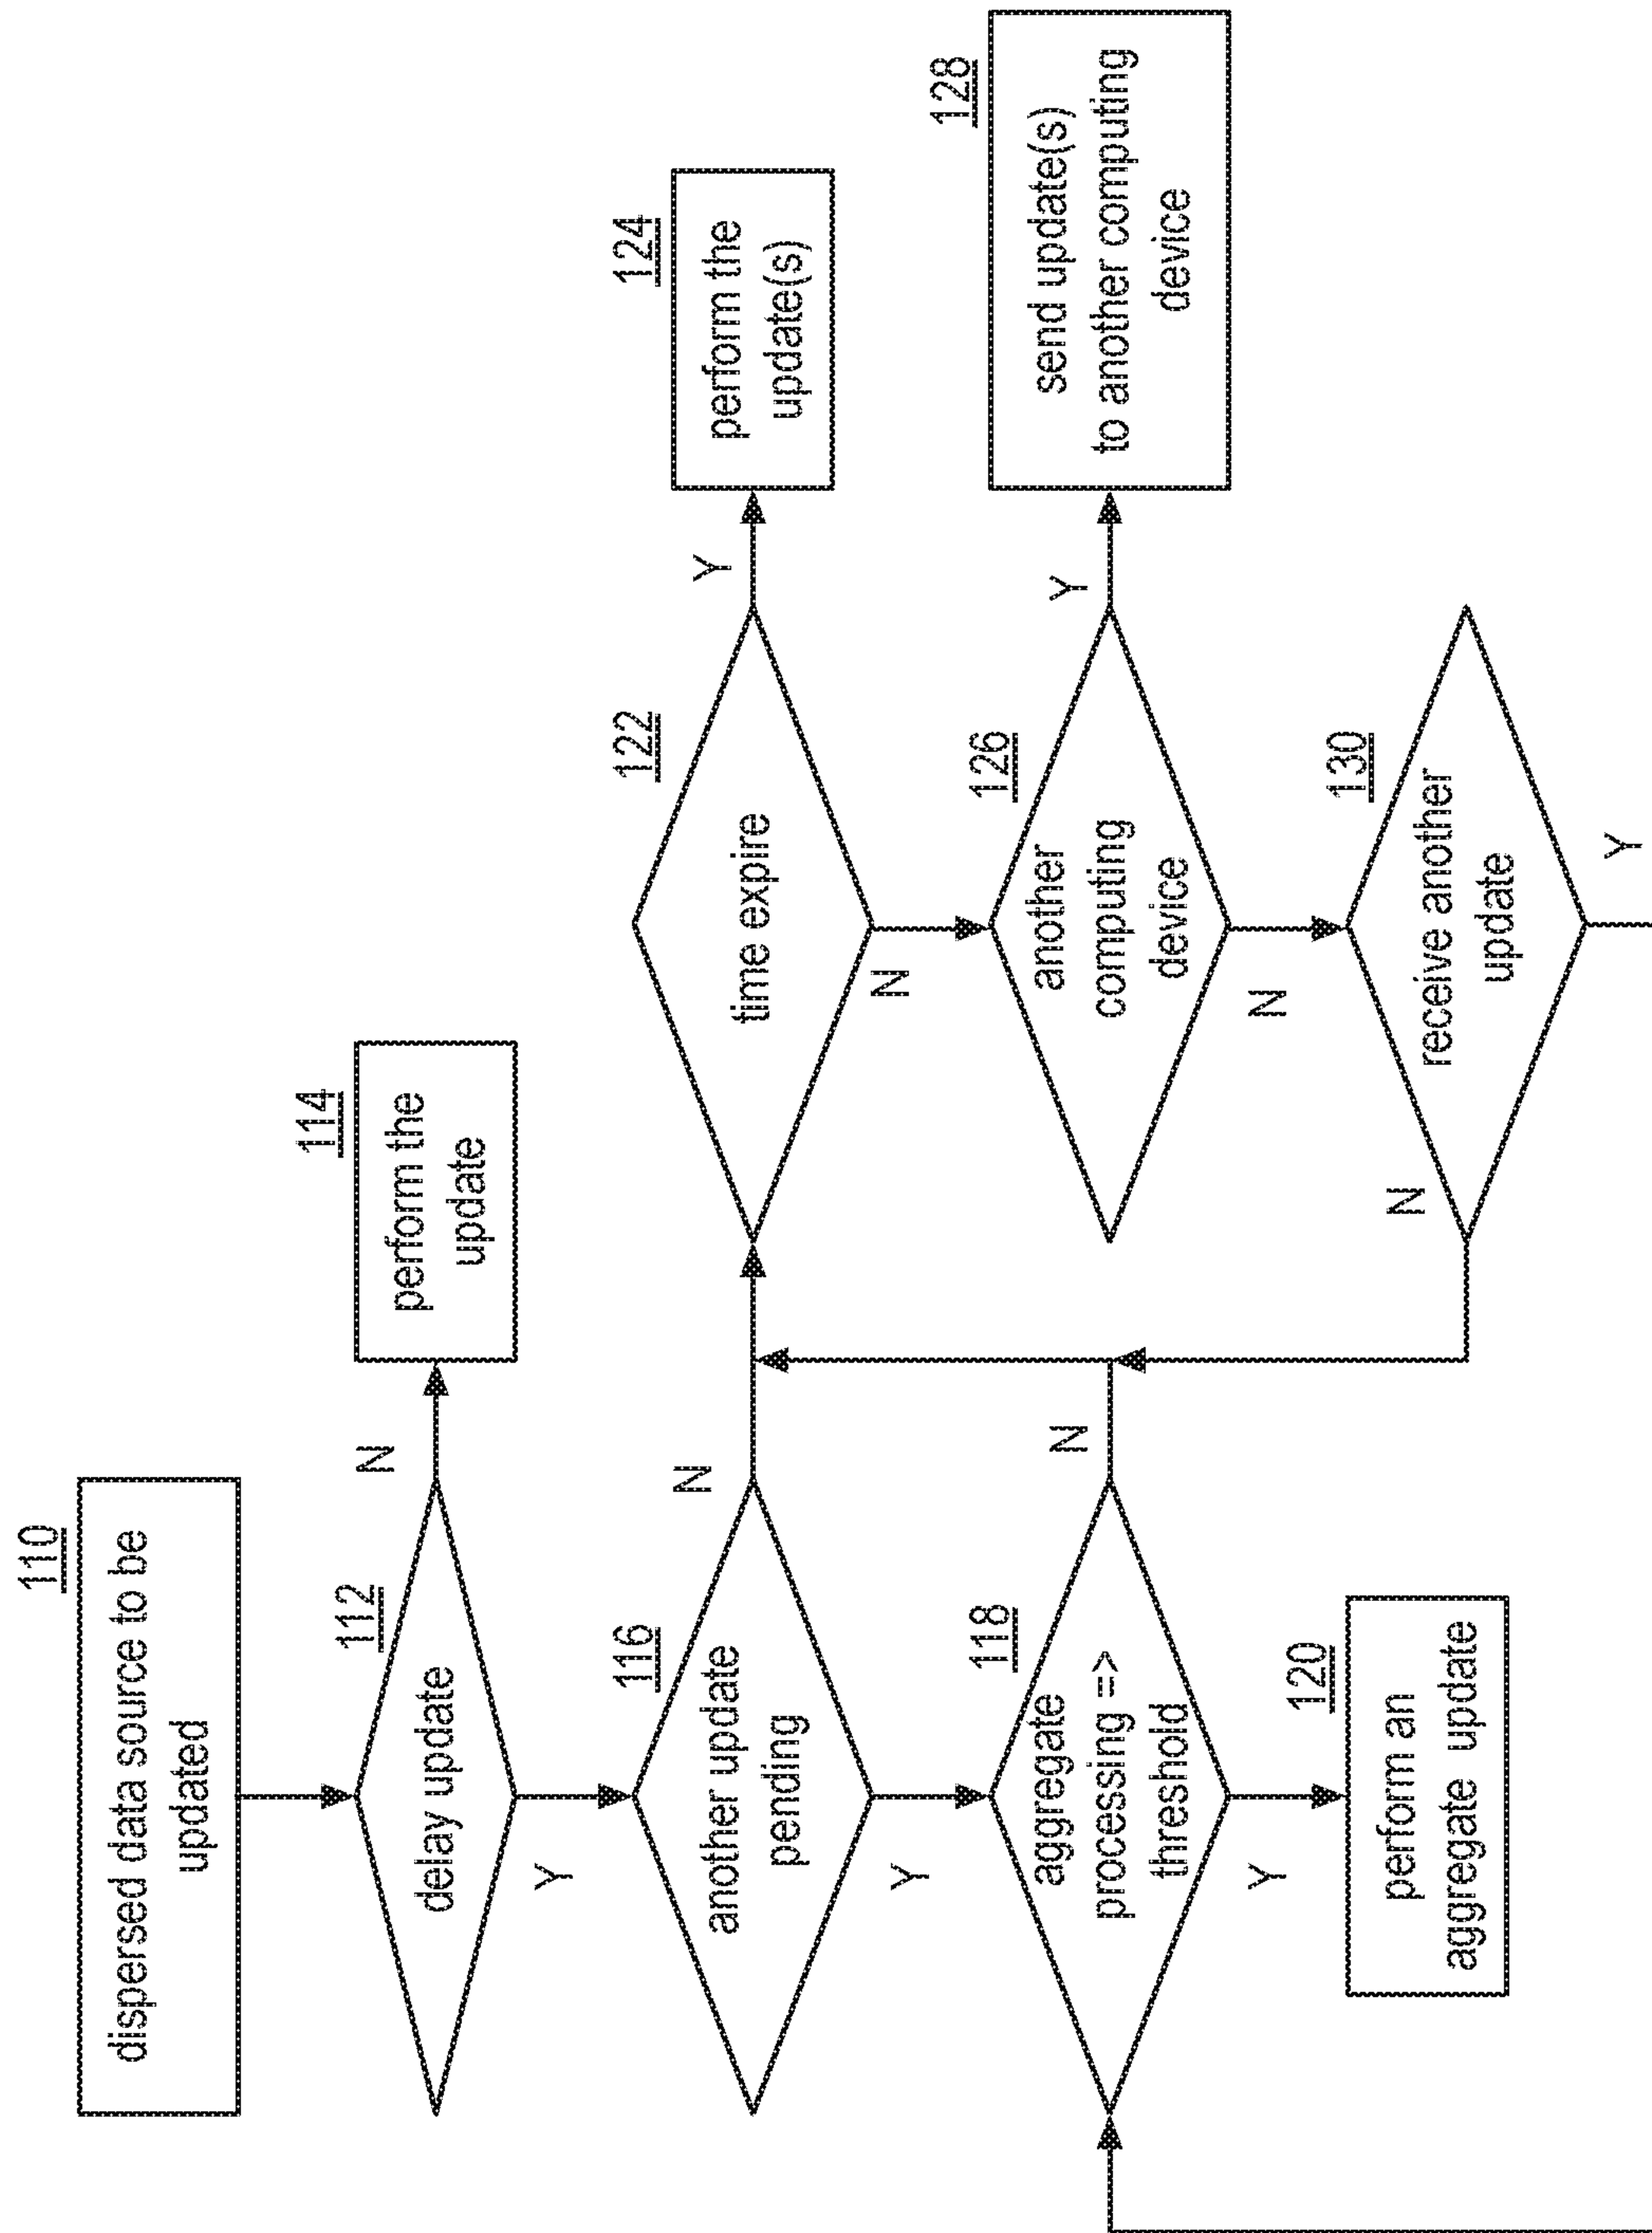 110
dispersed data source to be
updated
112
delay update
N
Y
114
perform the
update
116
another update
pending
N
Y
118
aggregate
processing =>
threshold
N
Y
120
perform an
aggregate update
122
time expire
Y
N
124
perform the
update(s)
126
another
computing
device
Y
N
128
send update(s)
to another computing
device
130
receive another
update
N
Y